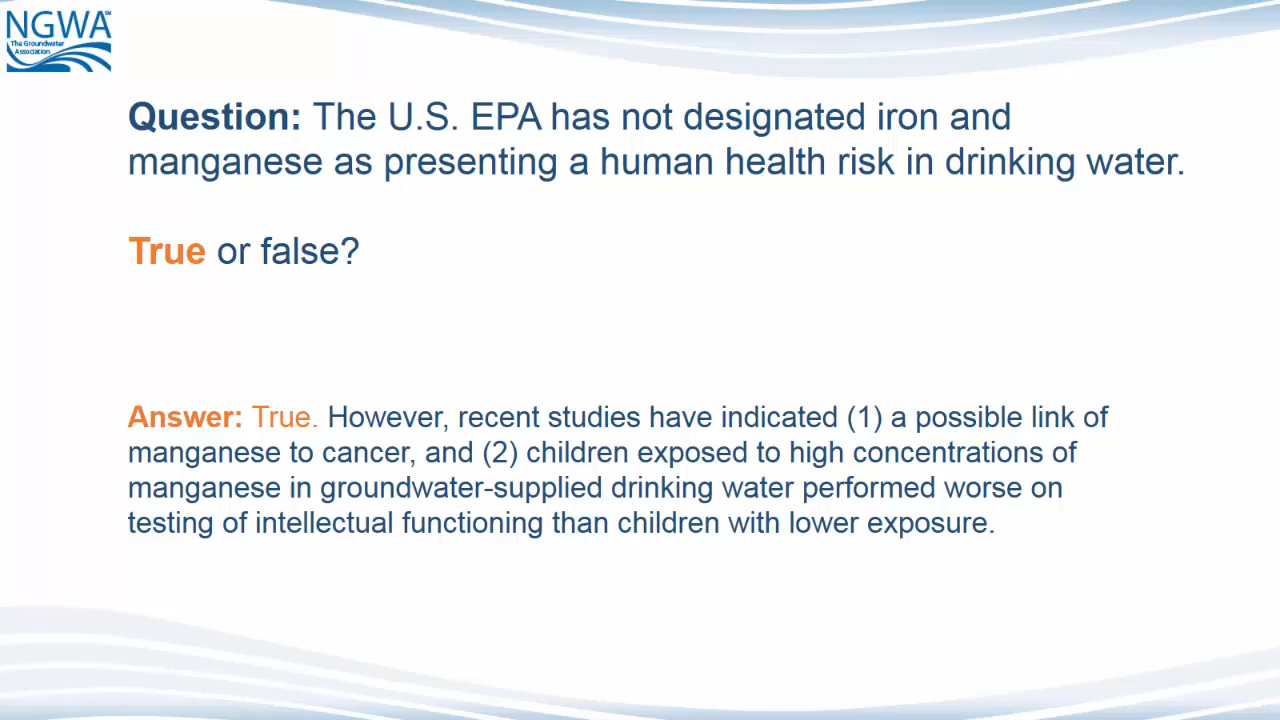 NGWA
The Groundwater
Association
Question: The U.S. EPA has not designated iron and
manganese as presenting a human health risk in drinking water.
True or false?
Answer: True. However, recent studies have indicated (1) a possible link of
manganese to cancer, and (2) children exposed to high concentrations of
manganese in groundwater-supplied drinking water performed worse on
testing of intellectual functioning than children with lower exposure.